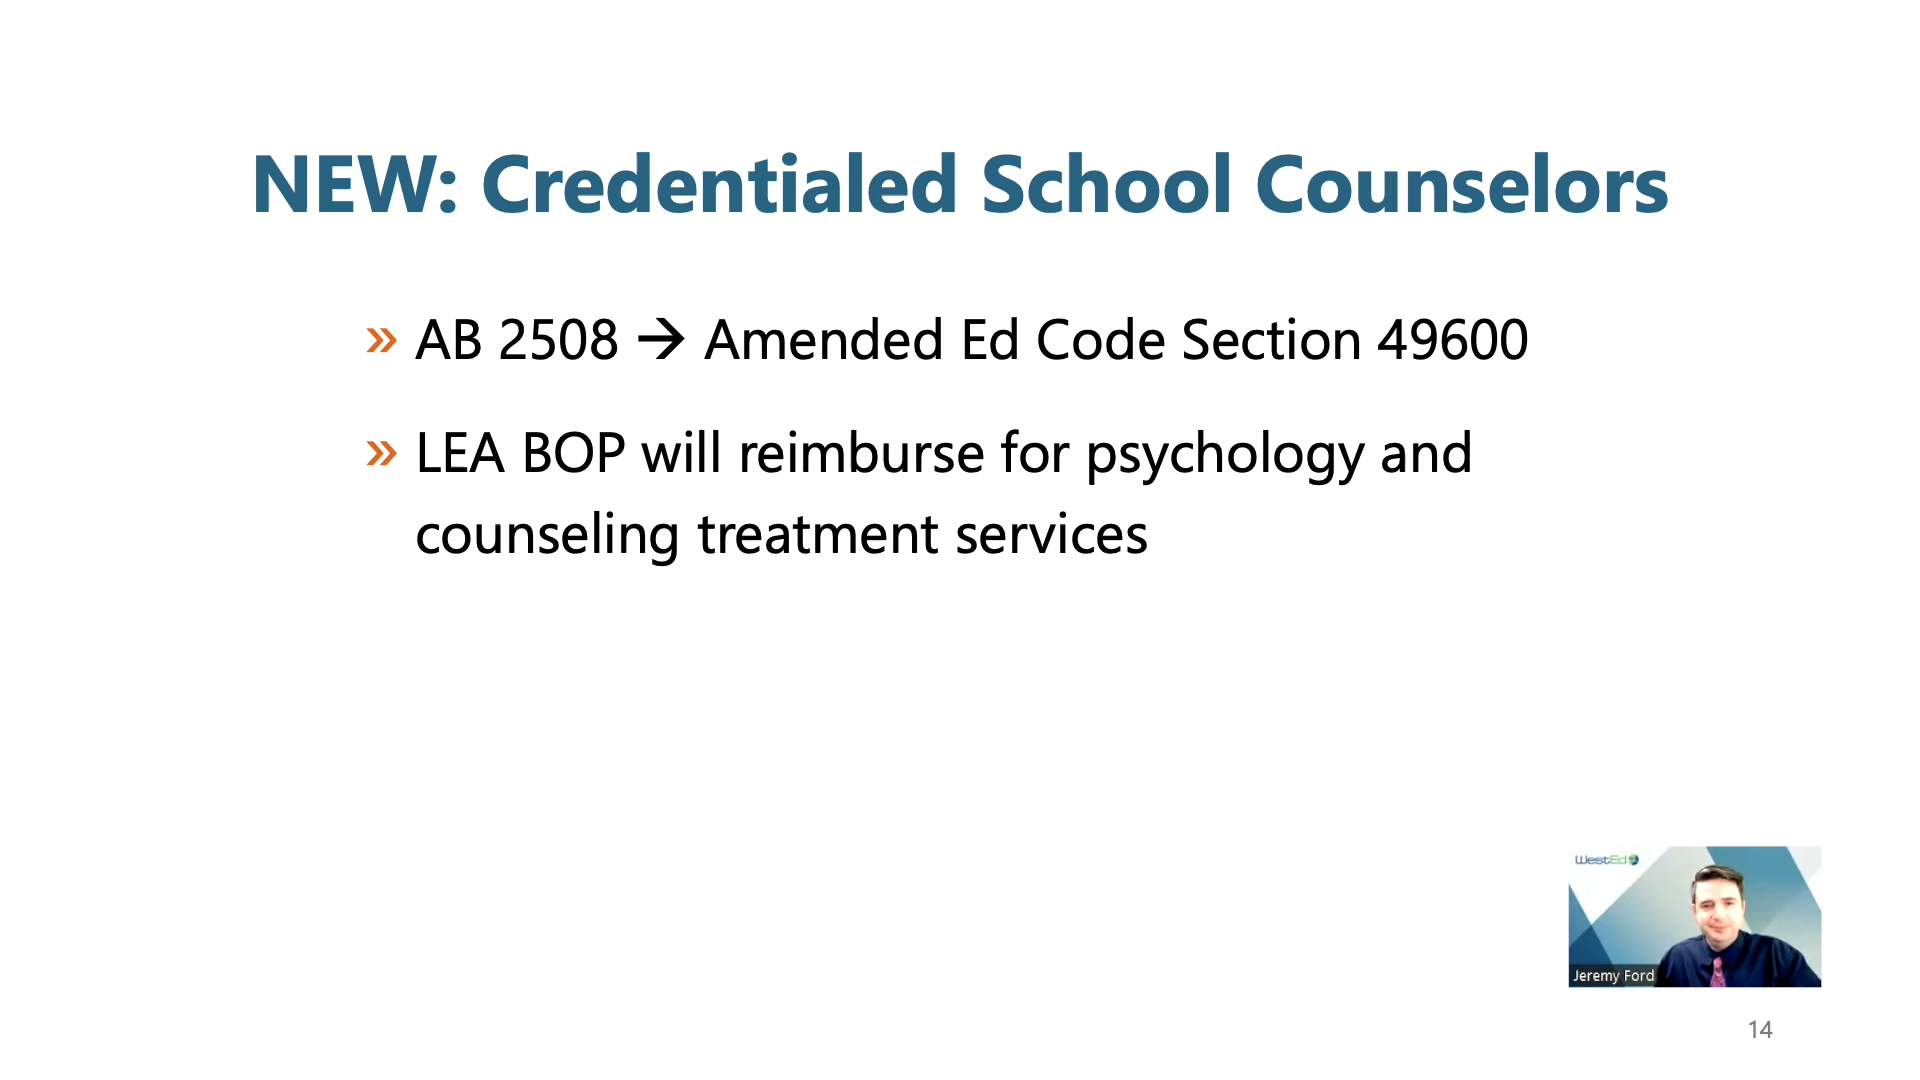 NEW: Credentialed School Counselors
» AB 2508 → Amended Ed Code Section 49600
» LEA BOP will reimburse for psychology and
counseling treatment services
WestEd
Jeremy Ford
14